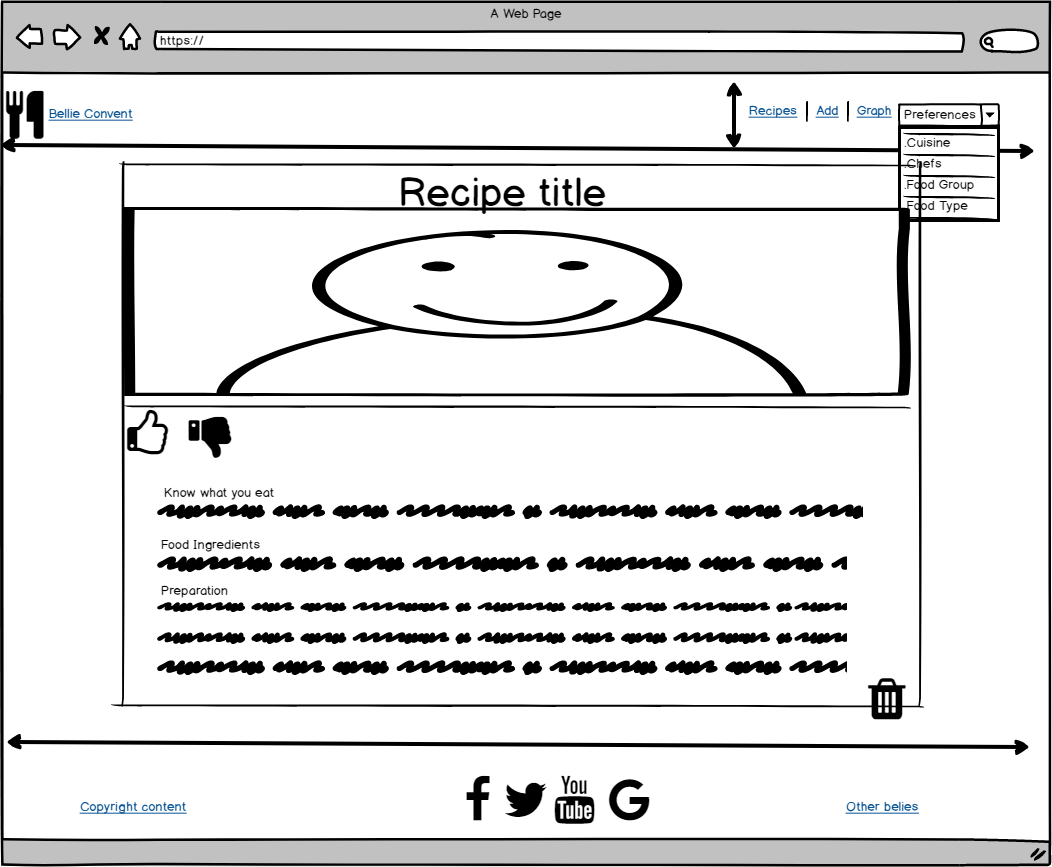 A Web Page
https://
Bellie Convent
Recipes | Add | Graph
Preferences
.Cuisine
.Chefs
.Food Group
.Food Type
Recipe title
Know what you eat
Food Ingredients
Preparation
You
Tube
Copyright content
Other belies